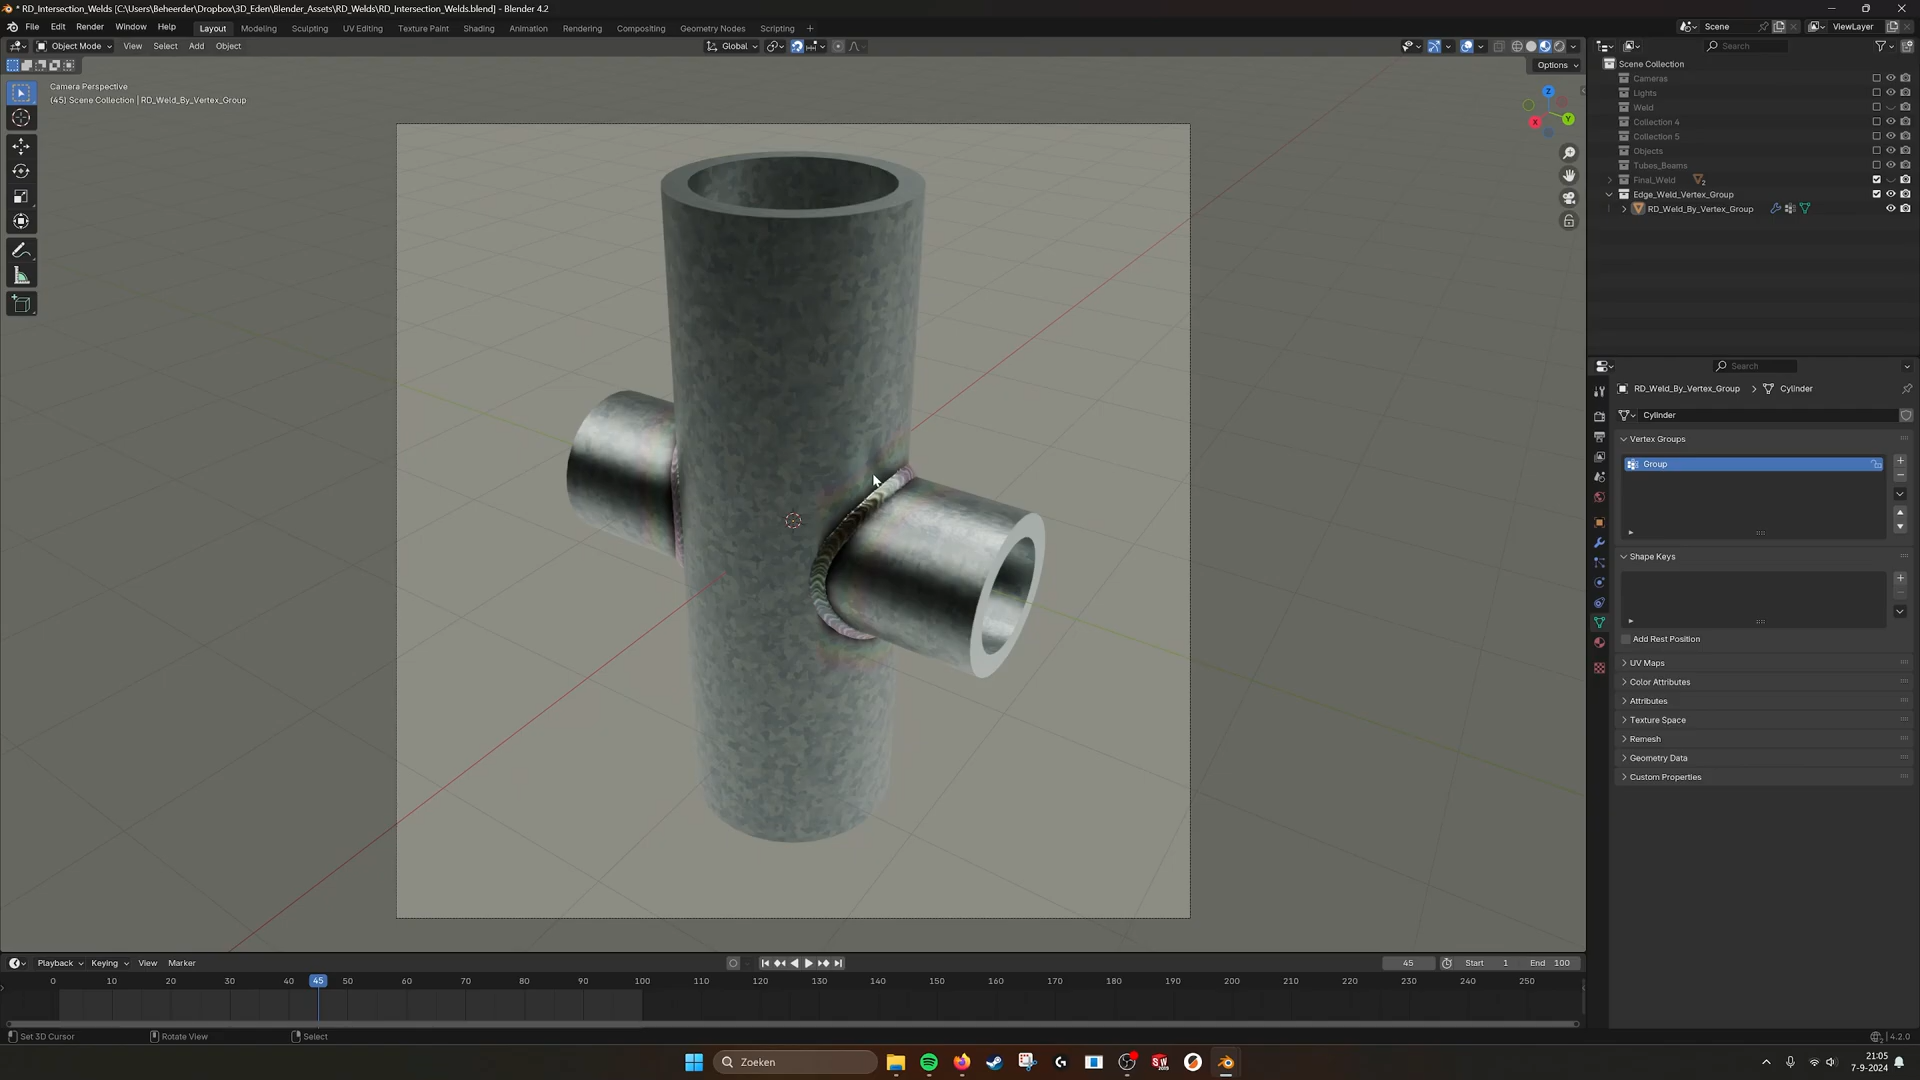 * RD_Intersection_Welds [C:\Users\Beheerder\Dropbox\3D_Eden\Blender_Assets\RD_Welds\RD_Intersection_Welds.blend] - Blender 4.2
File Edit Render Window Help Layout Modeling Sculpting UV Editing Texture Paint Shading Animation Rendering Compositing Geometry Nodes Scripting + Scene ViewLayer
Object Mode View Select Add Object Global Search
Options
Camera Perspective
(45) Scene Collection | RD_Weld_By_Vertex_Group
Z
Y
X
Scene Collection
Cameras
Lights
Weld
Collection 4
Collection 5
Objects
Tubes_Beams
Final_Weld 2
Edge_Weld_Vertex_Group
RD_Weld_By_Vertex_Group
Search
RD_Weld_By_Vertex_Group > Cylinder
Cylinder
Vertex Groups
Group
Shape Keys
Add Rest Position
UV Maps
Color Attributes
Attributes
Texture Space
Remesh
Geometry Data
Custom Properties
Playback Keying View Marker 45 Start 1 End 100
0 10 20 30 40 45 50 60 70 80 90 100 110 120 130 140 150 160 170 180 190 200 210 220 230 240 250
Set 3D Cursor Rotate View Select 4.2.0
Zoeken
21:05
7-9-2024